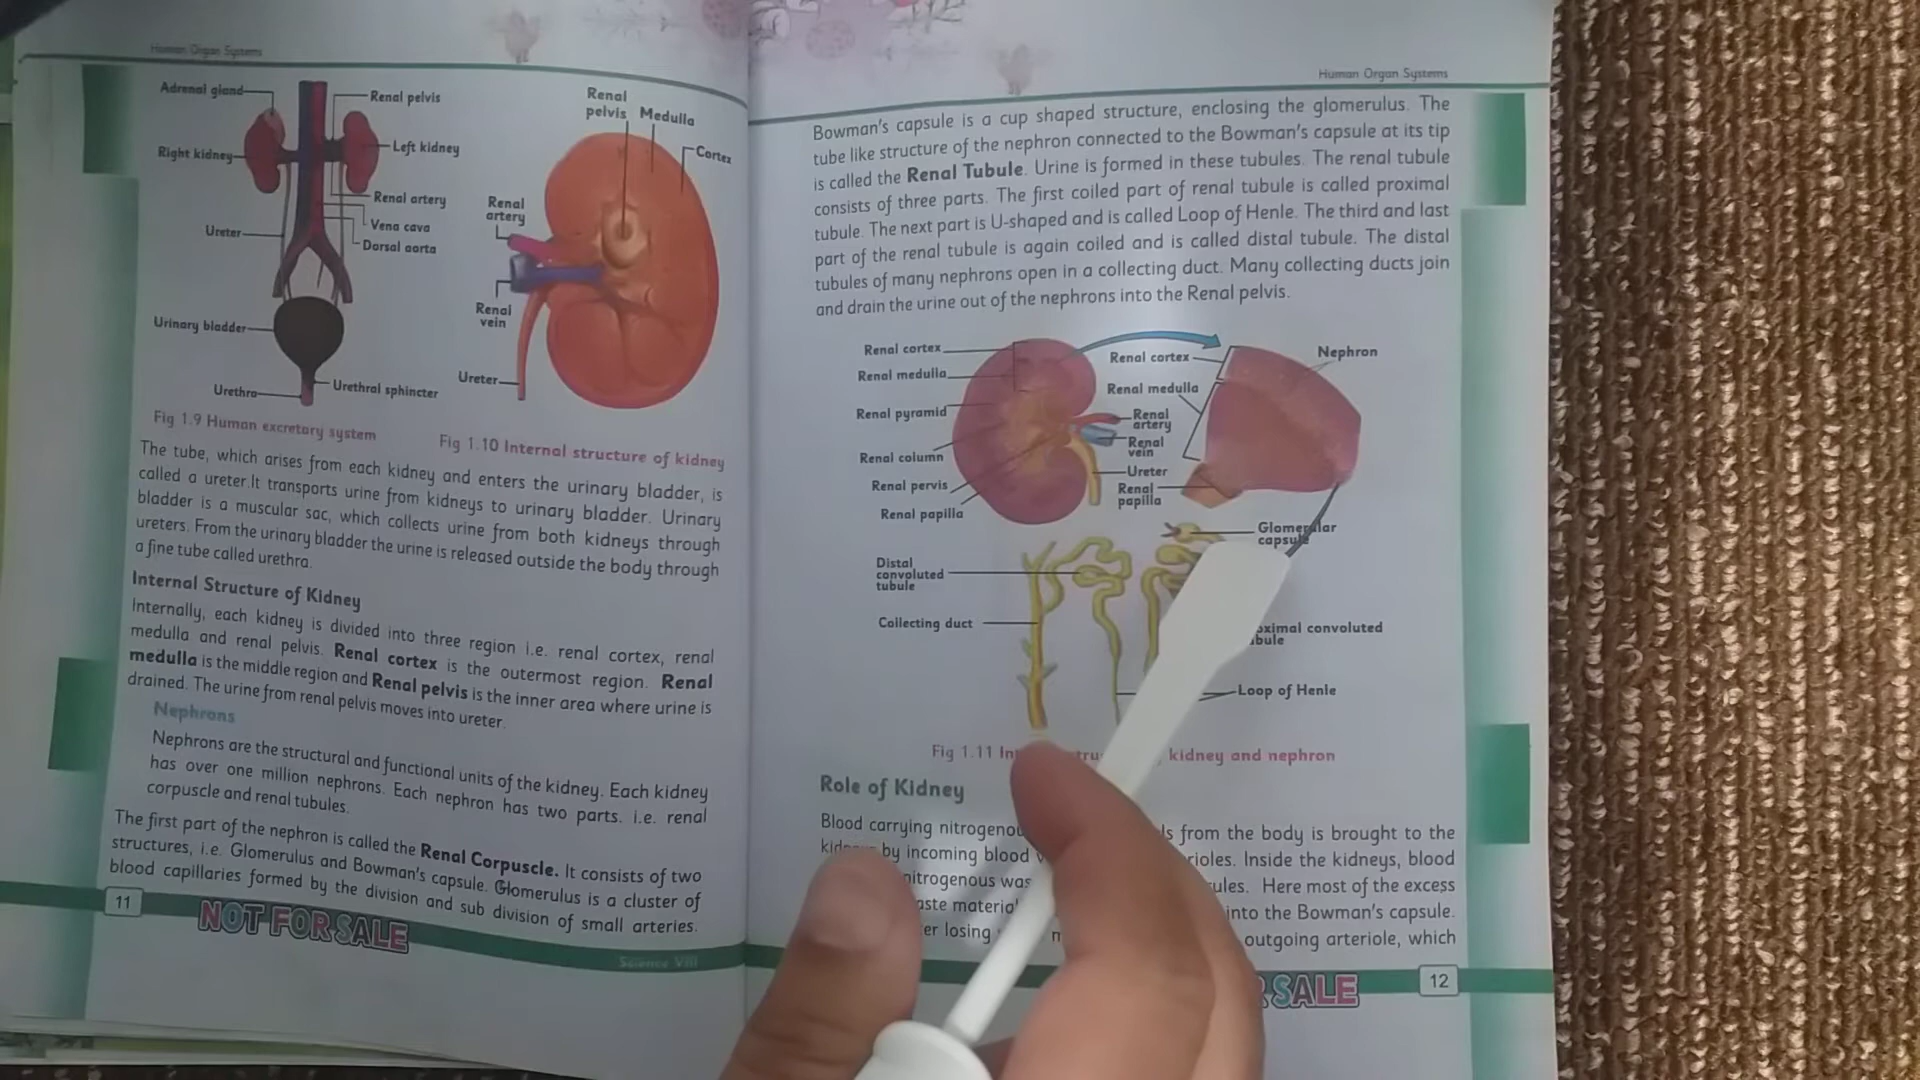 Human Organ Systems
Adrenal gland
Renal pelvis
Right kidney
Left kidney
Renal artery
Vena cava
Dorsal aorta
Ureter
Urinary bladder
Urethra
Urethral sphincter
Fig 1.9 Human excretory system
Renal
pelvis
Medulla
Cortex
Renal
artery
Renal
vein
Ureter
Fig 1.10 Internal structure of kidney
The tube, which arises from each kidney and enters the urinary bladder, is
called a ureter.It transports urine from kidneys to urinary bladder. Urinary
bladder is a muscular sac, which collects urine from both kidneys through
ureters. From the urinary bladder the urine is released outside the body through
a fine tube called urethra.
Internal Structure of Kidney
Internally, each kidney is divided into three region i.e. renal cortex, renal
medulla and renal pelvis. Renal cortex is the outermost region. Renal
medulla is the middle region and Renal pelvis is the inner area where urine is
drained. The urine from renal pelvis moves into ureter.
Nephrons
Nephrons are the structural and functional units of the kidney. Each kidney
has over one million nephrons. Each nephron has two parts. i.e. renal
corpuscle and renal tubules.
The first part of the nephron is called the Renal Corpuscle. It consists of two
structures, i.e. Glomerulus and Bowman's capsule. Glomerulus is a cluster of
blood capillaries formed by the division and sub division of small arteries.
11
NOT FOR SALE
Science VIII
Human Organ Systems
Bowman's capsule is a cup shaped structure, enclosing the glomerulus. The
tube like structure of the nephron connected to the Bowman's capsule at its tip
is called the Renal Tubule. Urine is formed in these tubules. The renal tubule
consists of three parts. The first coiled part of renal tubule is called proximal
tubule. The next part is U-shaped and is called Loop of Henle. The third and last
part of the renal tubule is again coiled and is called distal tubule. The distal
tubules of many nephrons open in a collecting duct. Many collecting ducts join
and drain the urine out of the nephrons into the Renal pelvis.
Renal cortex
Renal medulla
Renal pyramid
Renal column
Renal pervis
Renal papilla
Renal artery
Renal vein
Ureter
Renal cortex
Renal medulla
Renal papilla
Nephron
Glomerular
capsule
Distal
convoluted
tubule
Collecting duct
convoluted
Loop of Henle
Fig 1.11 kidney and nephron
Role of Kidney
Blood carrying from the body is brought to the
by incoming blood Inside the kidneys, blood
Here most of the excess
into the Bowman's capsule.
losing outgoing arteriole, which
SALE
12